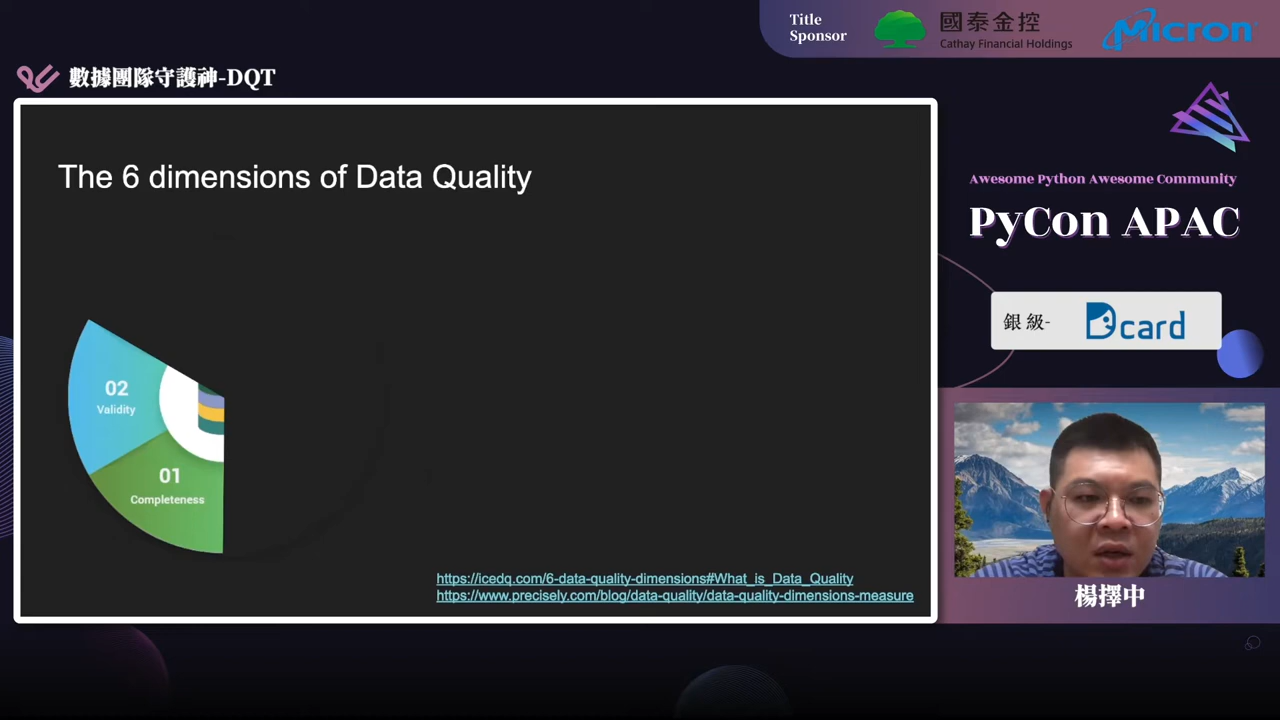 Title
Sponsor
國泰金控
Cathay Financial Holdings
Micron
數據團隊守護神-DQT
The 6 dimensions of Data Quality
02
Validity
01
Completeness
https://icedq.com/6-data-quality-dimensions#What_is_Data_Quality
https://www.precisely.com/blog/data-quality/data-quality-dimensions-measure
Awesome Python Awesome Community
PyCon APAC
銀級-
Dcard
楊擇中